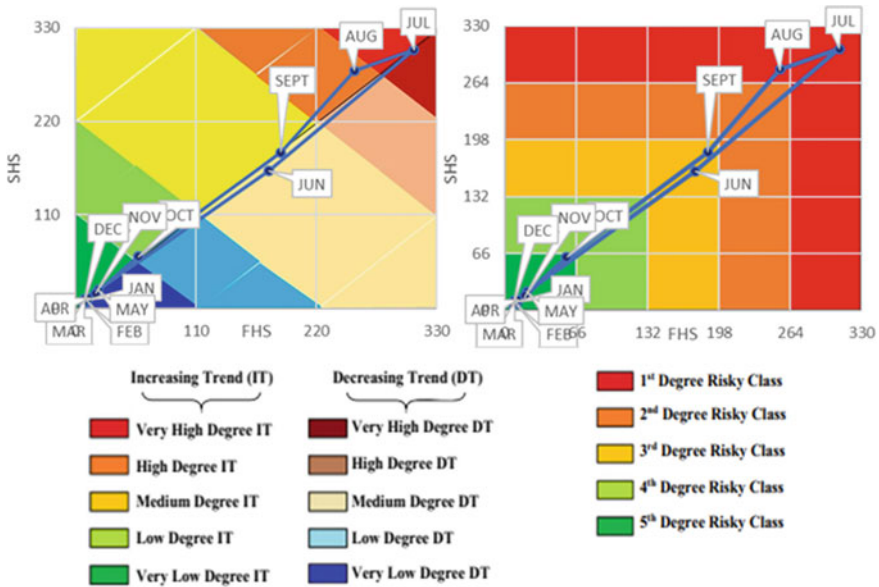 330
220
110
SHS
JUL
AUG
SEPT
JUN
DEC
NOV
OCT
JAN
MAY
FEB
MAR
APR
0
110
FHS
220
330
330
264
198
132
66
SHS
JUL
AUG
SEPT
JUN
DEC
NOV
OCT
JAN
MAY
FEB
MAR
APR
0
66
132
FHS
198
264
330
Increasing Trend (IT)
Very High Degree IT
High Degree IT
Medium Degree IT
Low Degree IT
Very Low Degree IT
Decreasing Trend (DT)
Very High Degree DT
High Degree DT
Medium Degree DT
Low Degree DT
Very Low Degree DT
1st Degree Risky Class
2nd Degree Risky Class
3rd Degree Risky Class
4th Degree Risky Class
5th Degree Risky Class